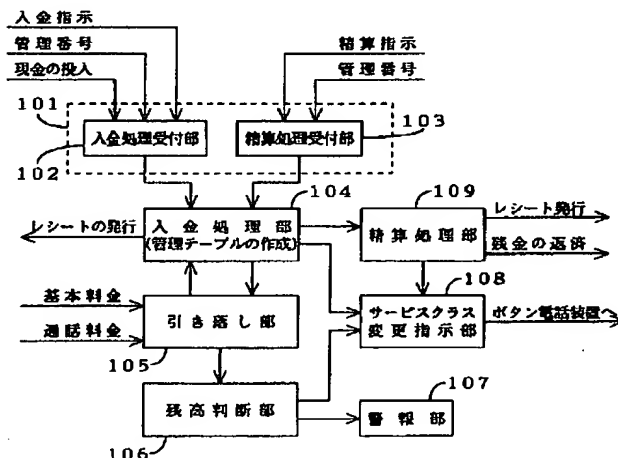 入金指示
管理番号
現金の投入
精算指示
管理番号
101
入金処理受付部
102
精算処理受付部
103
104
レシートの発行
入金処理部
(管理テーブルの作成)
109
精算処理部
レシート発行
残金の返済
108
基本料金
通話料金
引き落し部
105
サービスクラス
変更指示部
ボタン電話装置へ
残高判断部
106
107
警報部